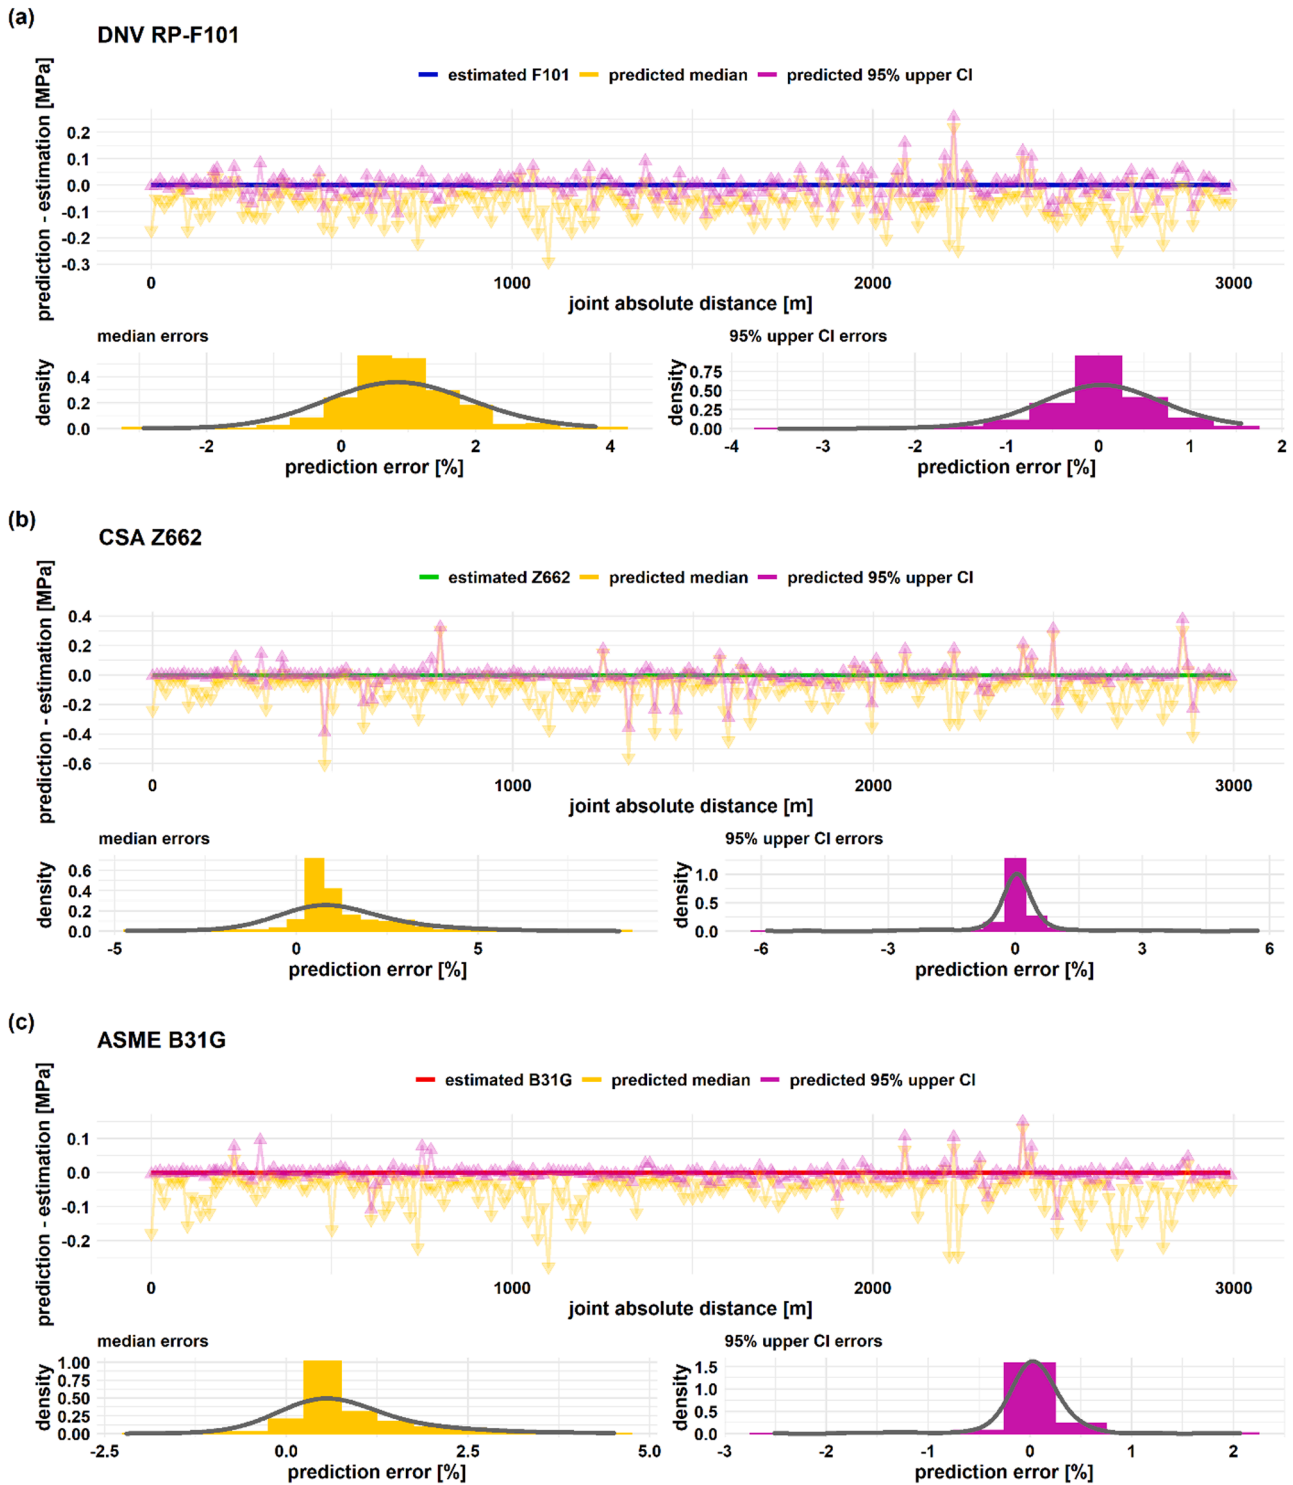 (a)
DNV RP-F101
estimated F101 predicted median predicted 95% upper CI
prediction - estimation [MPa]
0.2
0.1
0.0
-0.1
-0.2
-0.3
0 1000 2000 3000
joint absolute distance [m]
median errors
density
0.4
0.2
0.0
-2 0 2 4
prediction error [%]
95% upper CI errors
density
0.75
0.50
0.25
0.00
-4 -3 -2 -1 0 1 2
prediction error [%]
(b)
CSA Z662
estimated Z662 predicted median predicted 95% upper CI
prediction - estimation [MPa]
0.4
0.2
0.0
-0.2
-0.4
-0.6
0 1000 2000 3000
joint absolute distance [m]
median errors
density
0.6
0.4
0.2
0.0
-5 0 5
prediction error [%]
95% upper CI errors
density
1.0
0.5
0.0
-6 -3 0 3 6
prediction error [%]
(c)
ASME B31G
estimated B31G predicted median predicted 95% upper CI
prediction - estimation [MPa]
0.1
0.0
-0.1
-0.2
0 1000 2000 3000
joint absolute distance [m]
median errors
density
1.00
0.75
0.50
0.25
0.00
-2.5 0.0 2.5 5.0
prediction error [%]
95% upper CI errors
density
1.5
1.0
0.5
0.0
-3 -2 -1 0 1 2
prediction error [%]